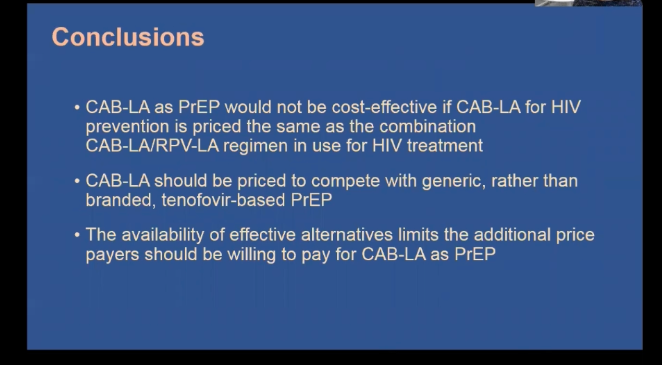 Conclusions
• CAB-LA as PrEP would not be cost-effective if CAB-LA for HIV
prevention is priced the same as the combination
CAB-LA/RPV-LA regimen in use for HIV treatment
• CAB-LA should be priced to compete with generic, rather than
branded, tenofovir-based PrEP
• The availability of effective alternatives limits the additional price
payers should be willing to pay for CAB-LA as PrEP